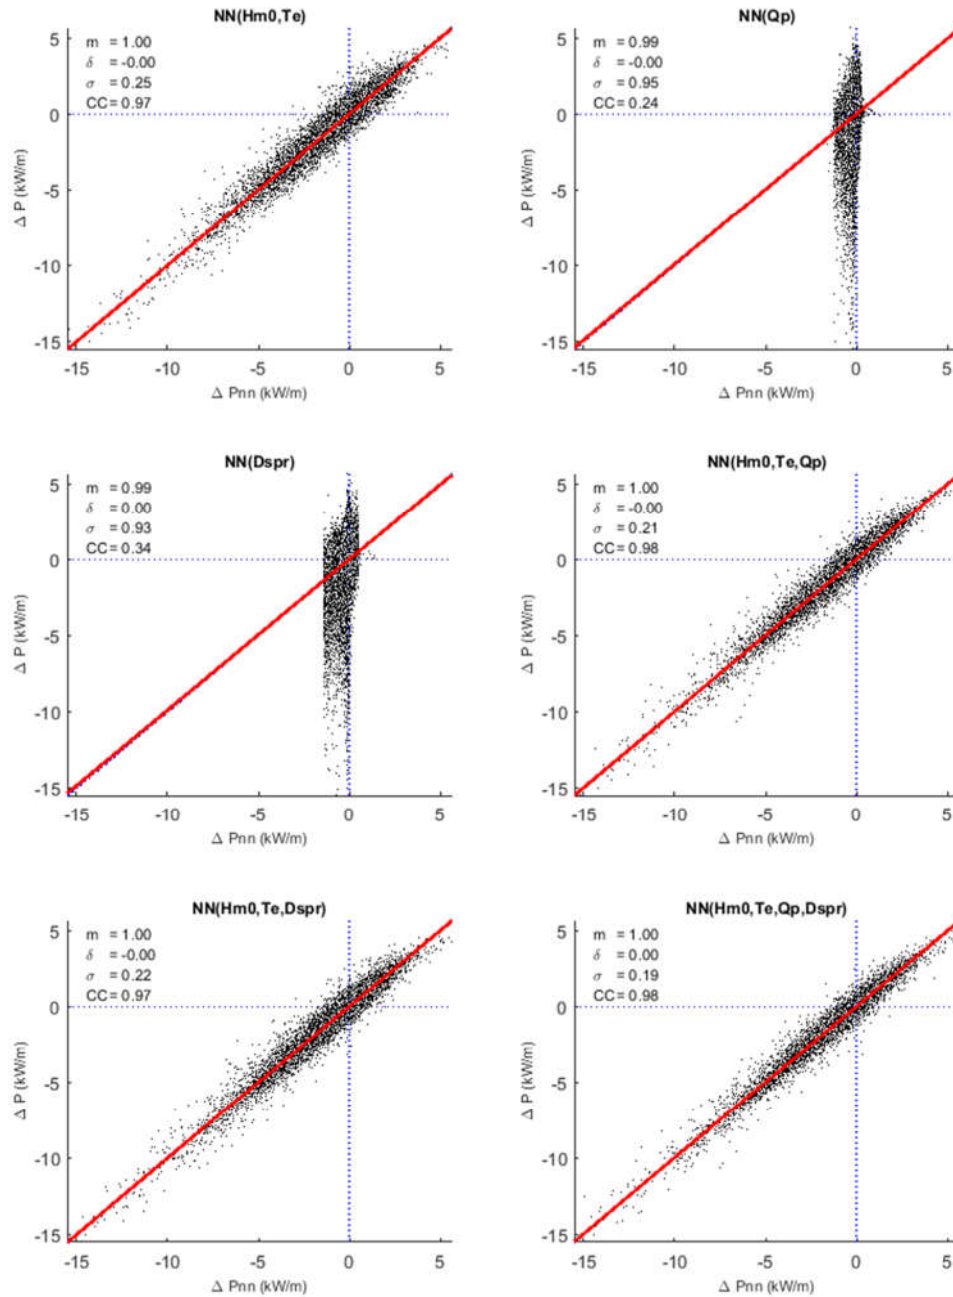 NN(Hm0,Te)
m = 1.00
δ = -0.00
σ = 0.25
CC = 0.97
5
0
-5
-10
-15
Δ P (kW/m)
-15 -10 -5 0 5
Δ Pnn (kW/m)
NN(Qp)
m = 0.99
δ = -0.00
σ = 0.95
CC = 0.24
5
0
-5
-10
-15
Δ P (kW/m)
-15 -10 -5 0 5
Δ Pnn (kW/m)
NN(Dspr)
m = 0.99
δ = 0.00
σ = 0.93
CC = 0.34
5
0
-5
-10
-15
Δ P (kW/m)
-15 -10 -5 0 5
Δ Pnn (kW/m)
NN(Hm0,Te,Qp)
m = 1.00
δ = -0.00
σ = 0.21
CC = 0.98
5
0
-5
-10
-15
Δ P (kW/m)
-15 -10 -5 0 5
Δ Pnn (kW/m)
NN(Hm0,Te,Dspr)
m = 1.00
δ = -0.00
σ = 0.22
CC = 0.97
5
0
-5
-10
-15
Δ P (kW/m)
-15 -10 -5 0 5
Δ Pnn (kW/m)
NN(Hm0,Te,Qp,Dspr)
m = 1.00
δ = 0.00
σ = 0.19
CC = 0.98
5
0
-5
-10
-15
Δ P (kW/m)
-15 -10 -5 0 5
Δ Pnn (kW/m)